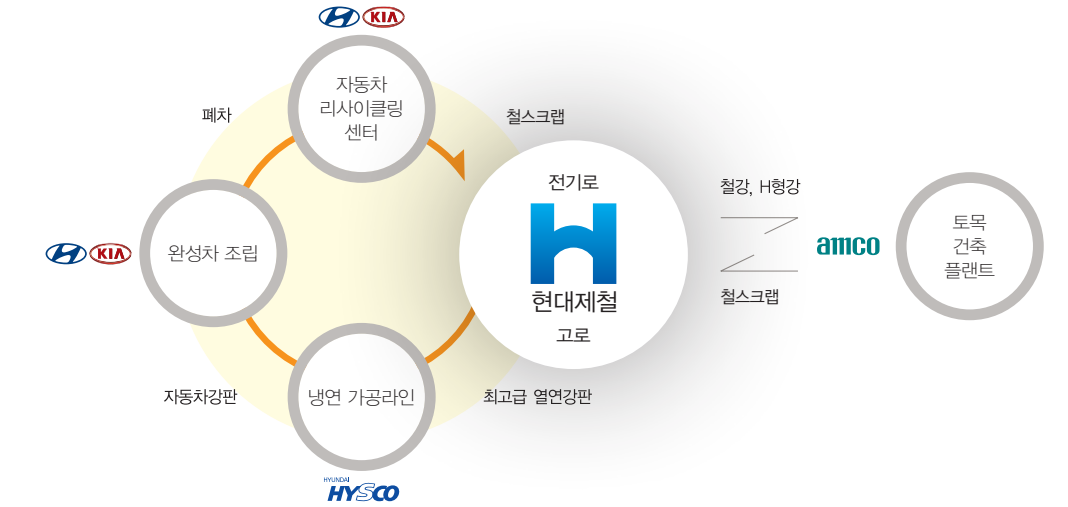 KIA
자동차
리사이클링
센터
폐차
철스크랩
전기로
현대제철
고로
철강, H형강
amco
철스크랩
토목
건축
플랜트
KIA
완성차 조립
자동차강판
냉연 가공라인
최고급 열연강판
HYUNDAI
HYSCO